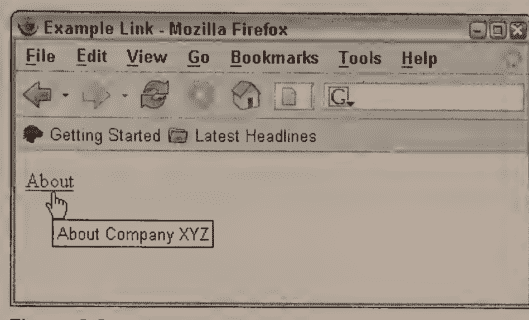 Example Link - Mozilla Firefox
File Edit View Go Bookmarks Tools Help
G
Getting Started Latest Headlines
About
About Company XYZ